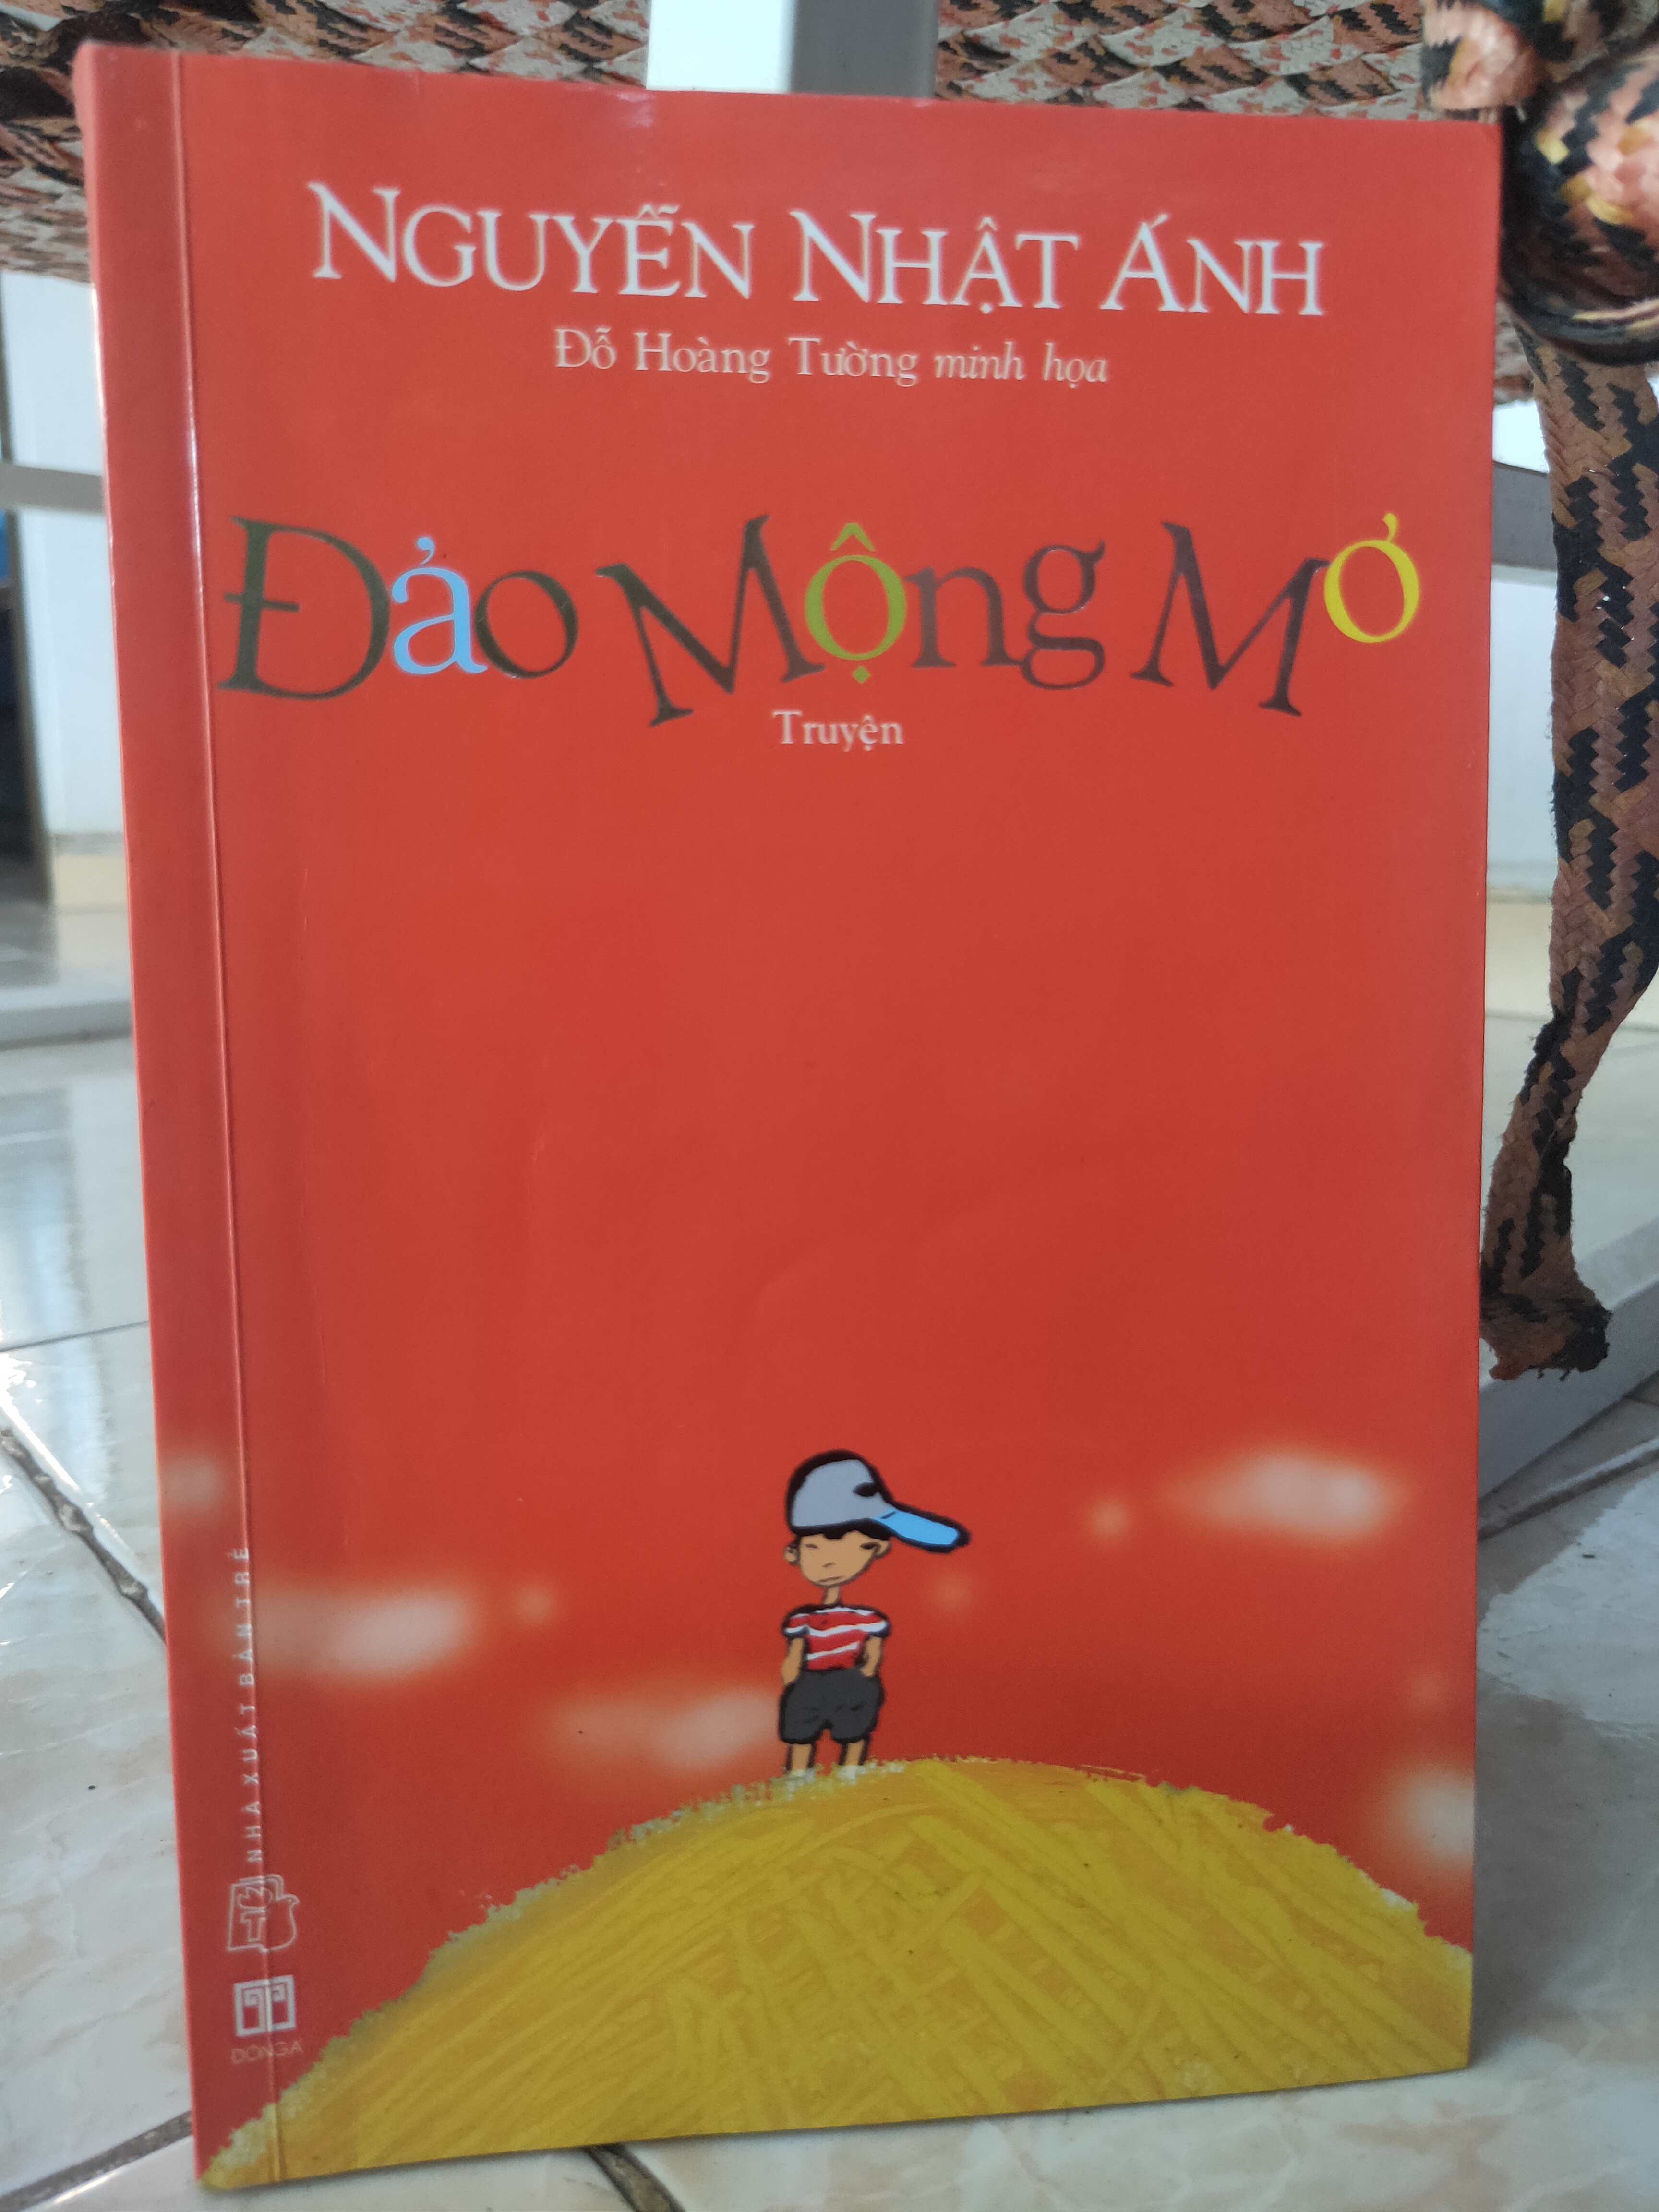 NGUYỄN NHẬT ÁNH
Đỗ Hoàng Tường minh họa
Đảo Mộng Mơ
Truyện
NHÀ XUẤT BẢN TRẺ
ĐÔNG A